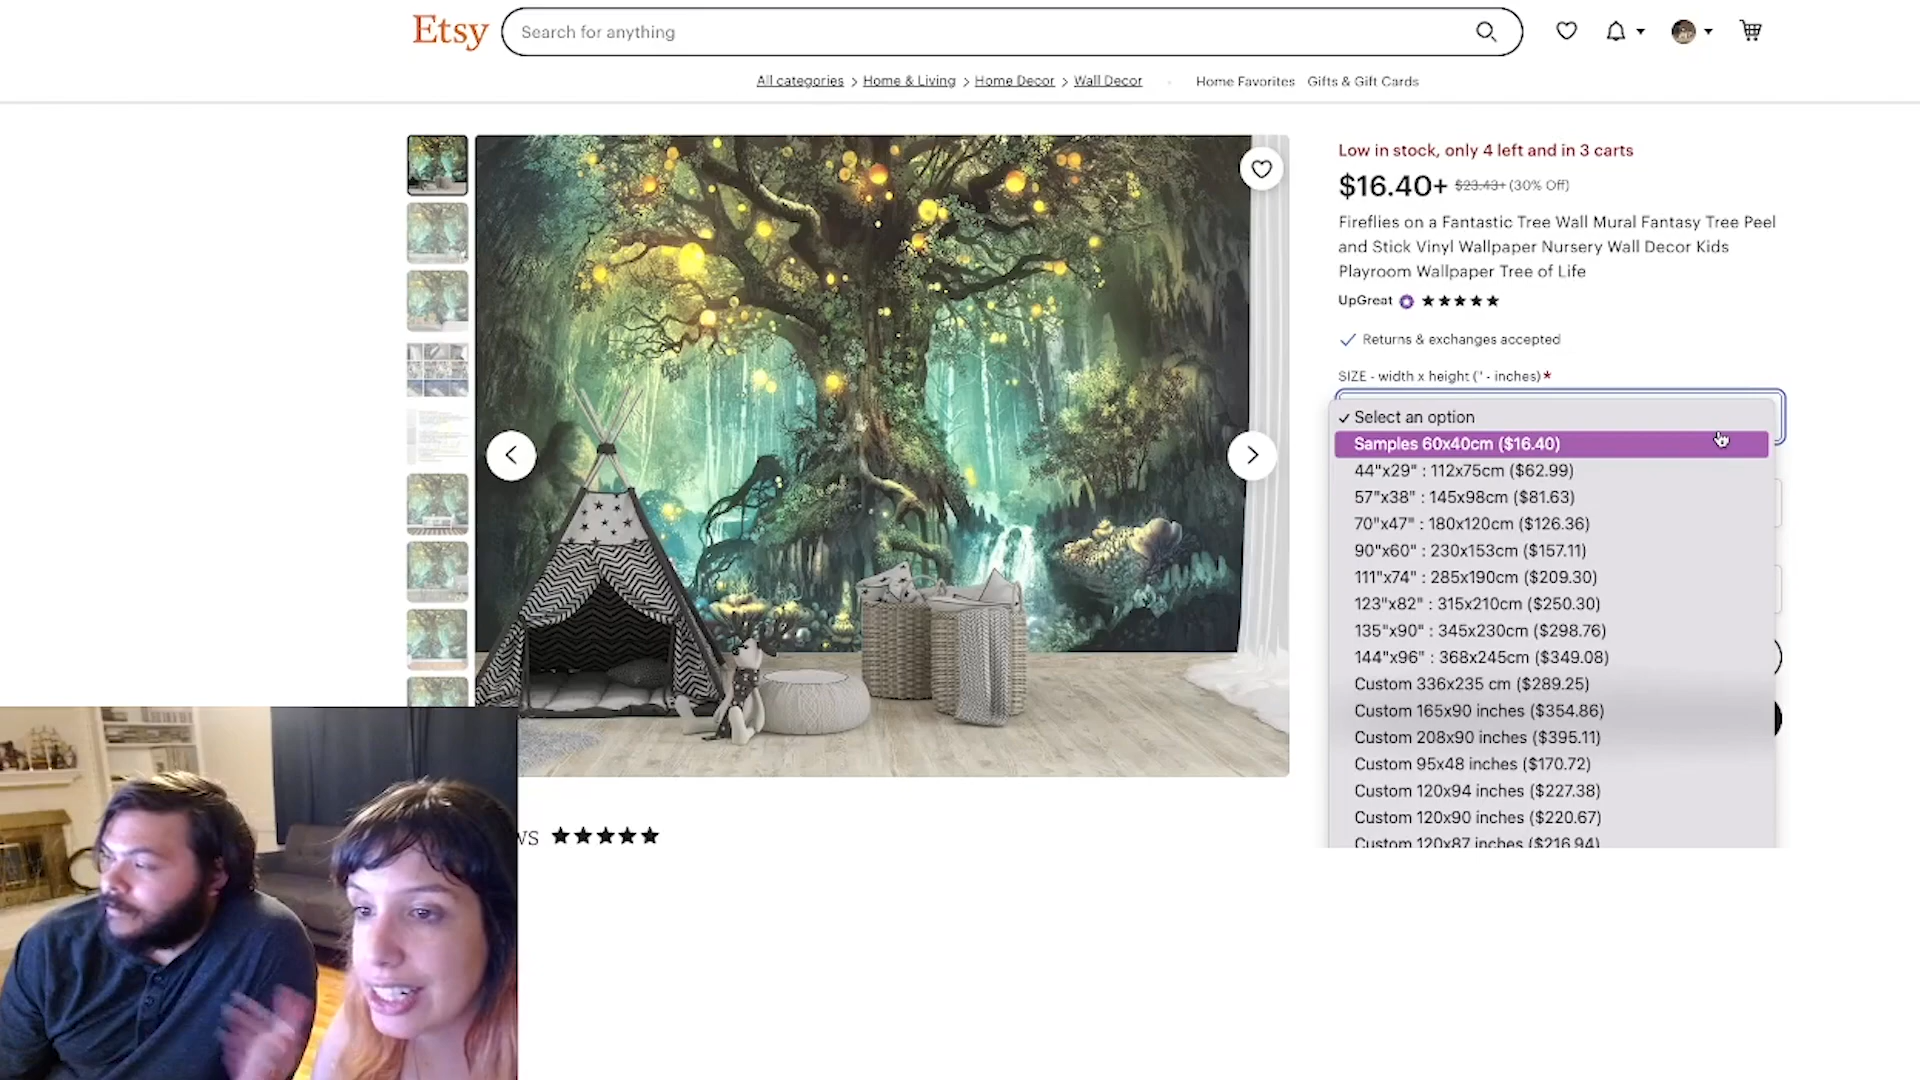 Etsy
Search for anything
All categories > Home & Living > Home Decor > Wall Decor
Home Favorites Gifts & Gift Cards
Low in stock, only 4 left and in 3 carts
$16.40+ $23.43+ (30% Off)
Fireflies on a Fantastic Tree Wall Mural Fantasy Tree Peel
and Stick Vinyl Wallpaper Nursery Wall Decor Kids
Playroom Wallpaper Tree of Life
UpGreat
Returns & exchanges accepted
SIZE - width x height (" - inches) *
Select an option
Samples 60x40cm ($16.40)
44"x29" : 112x75cm ($62.99)
57"x38" : 145x98cm ($81.63)
70"x47" : 180x120cm ($126.36)
90"x60" : 230x153cm ($157.11)
111"x74" : 285x190cm ($209.30)
123"x82" : 315x210cm ($250.30)
135"x90" : 345x230cm ($298.76)
144"x96" : 368x245cm ($349.08)
Custom 336x235 cm ($289.25)
Custom 165x90 inches ($354.86)
Custom 208x90 inches ($395.11)
Custom 95x48 inches ($170.72)
Custom 120x94 inches ($227.38)
Custom 120x90 inches ($220.67)
Custom 120x87 inches ($216.94)